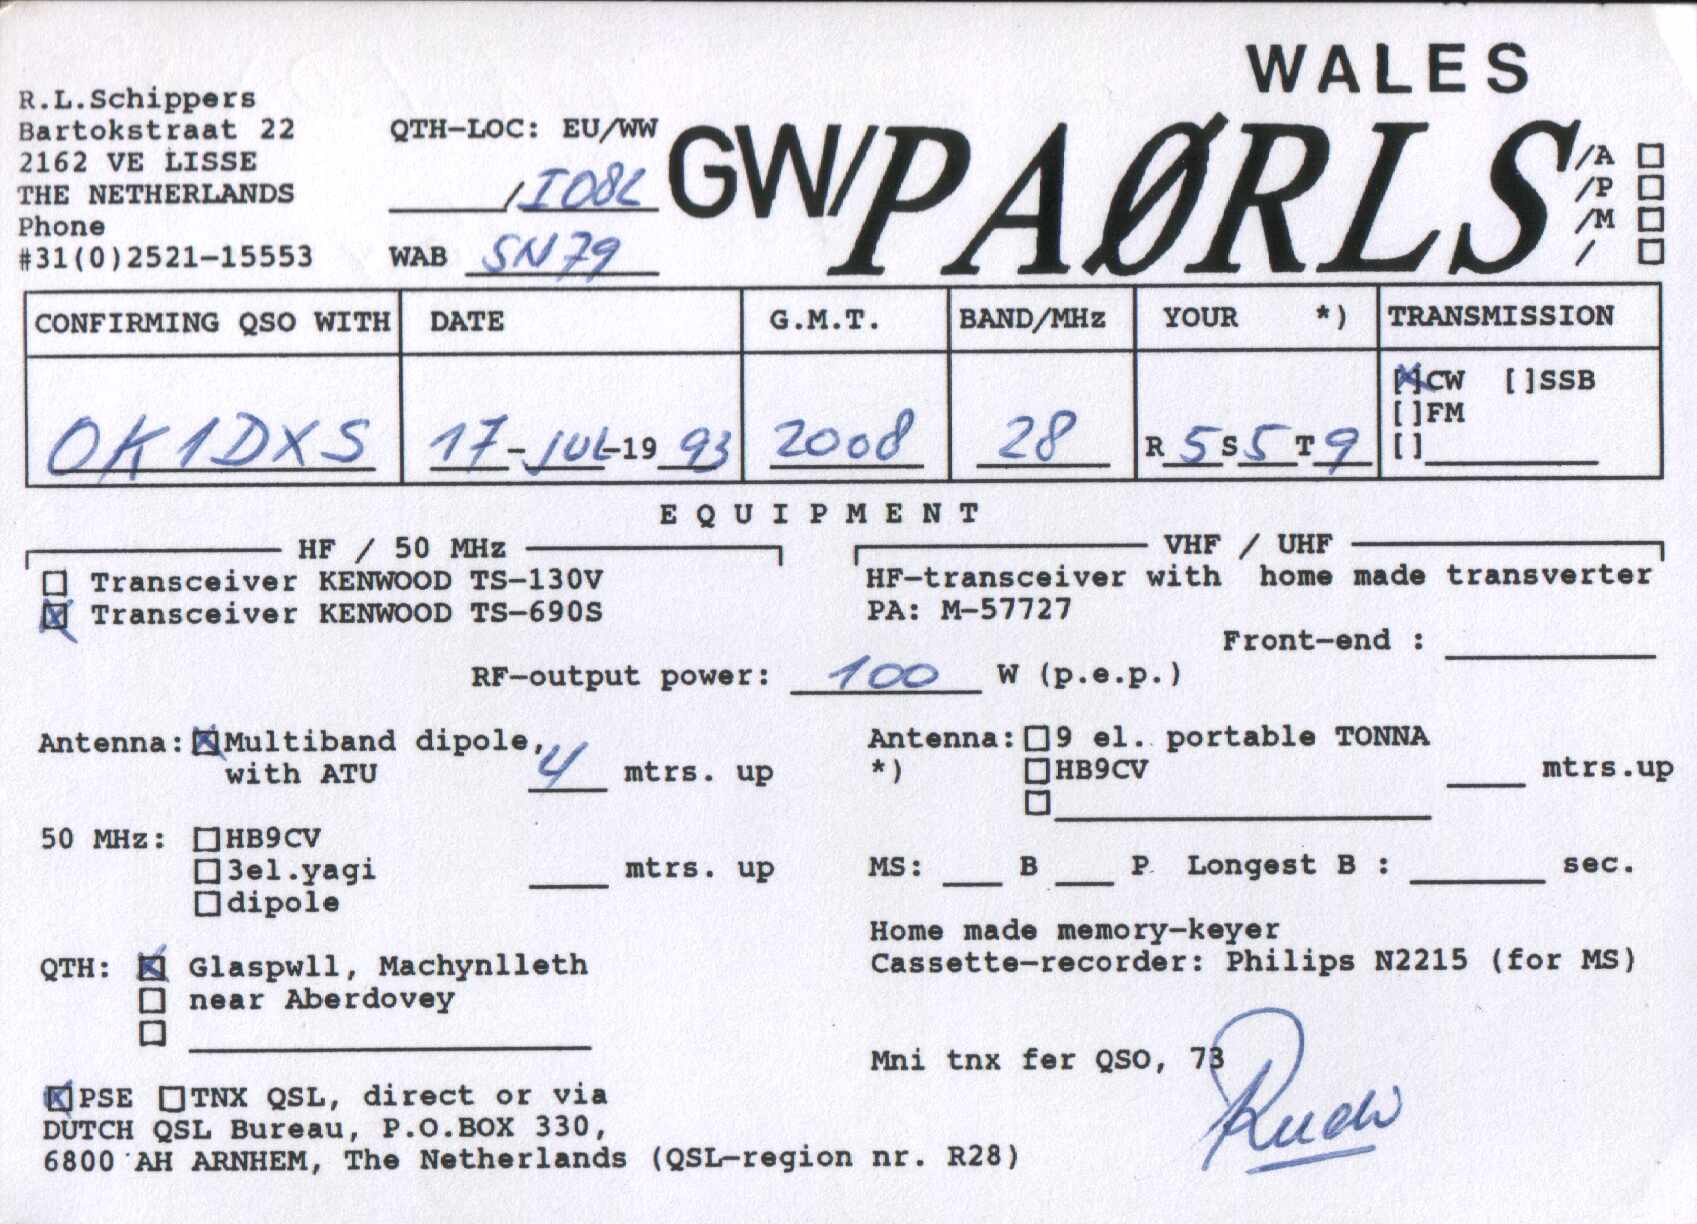 WALES
R.L.Schippers
Bartokstraat 22
2162 VE LISSE
THE NETHERLANDS
Phone
#31(0)2521-15553
QTH-LOC: EU/WW
/IO82
WAB SN79
GW/PAØRLS
/A
/P
/M
/
CONFIRMING QSO WITH DATE G.M.T. BAND/MHz YOUR *) TRANSMISSION
[]CW []SSB
[]FM
OK1DXS 17-JUL-1993 2008 28 R5S5T9 []
EQUIPMENT
HF / 50 MHz
Transceiver KENWOOD TS-130V
Transceiver KENWOOD TS-690S
VHF / UHF
HF-transceiver with home made transverter
PA: M-57727
Front-end :
RF-output power: 100 W (p.e.p.)
Antenna: Multiband dipole,
with ATU 4 mtrs. up
Antenna: 9 el. portable TONNA
*) HB9CV mtrs.up
50 MHz: HB9CV
3el.yagi mtrs. up
dipole
MS: B P Longest B : sec.
Home made memory-keyer
Cassette-recorder: Philips N2215 (for MS)
QTH: Glaspwll, Machynlleth
near Aberdovey
Mni tnx fer QSO, 73
Rudi
PSE TNX QSL, direct or via
DUTCH QSL Bureau, P.O.BOX 330,
6800 AH ARNHEM, The Netherlands (QSL-region nr. R28)